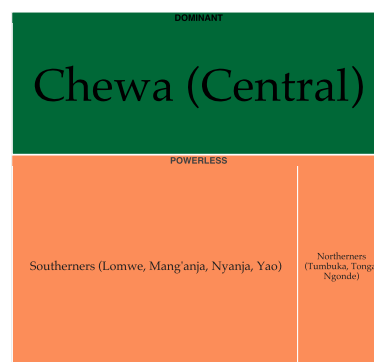 DOMINANT
Chewa (Central)
POWERLESS
Southerners (Lomwe, Mang'anja, Nyanja, Yao)
Northerners
(Tumbuka, Tonga
Ngonde)